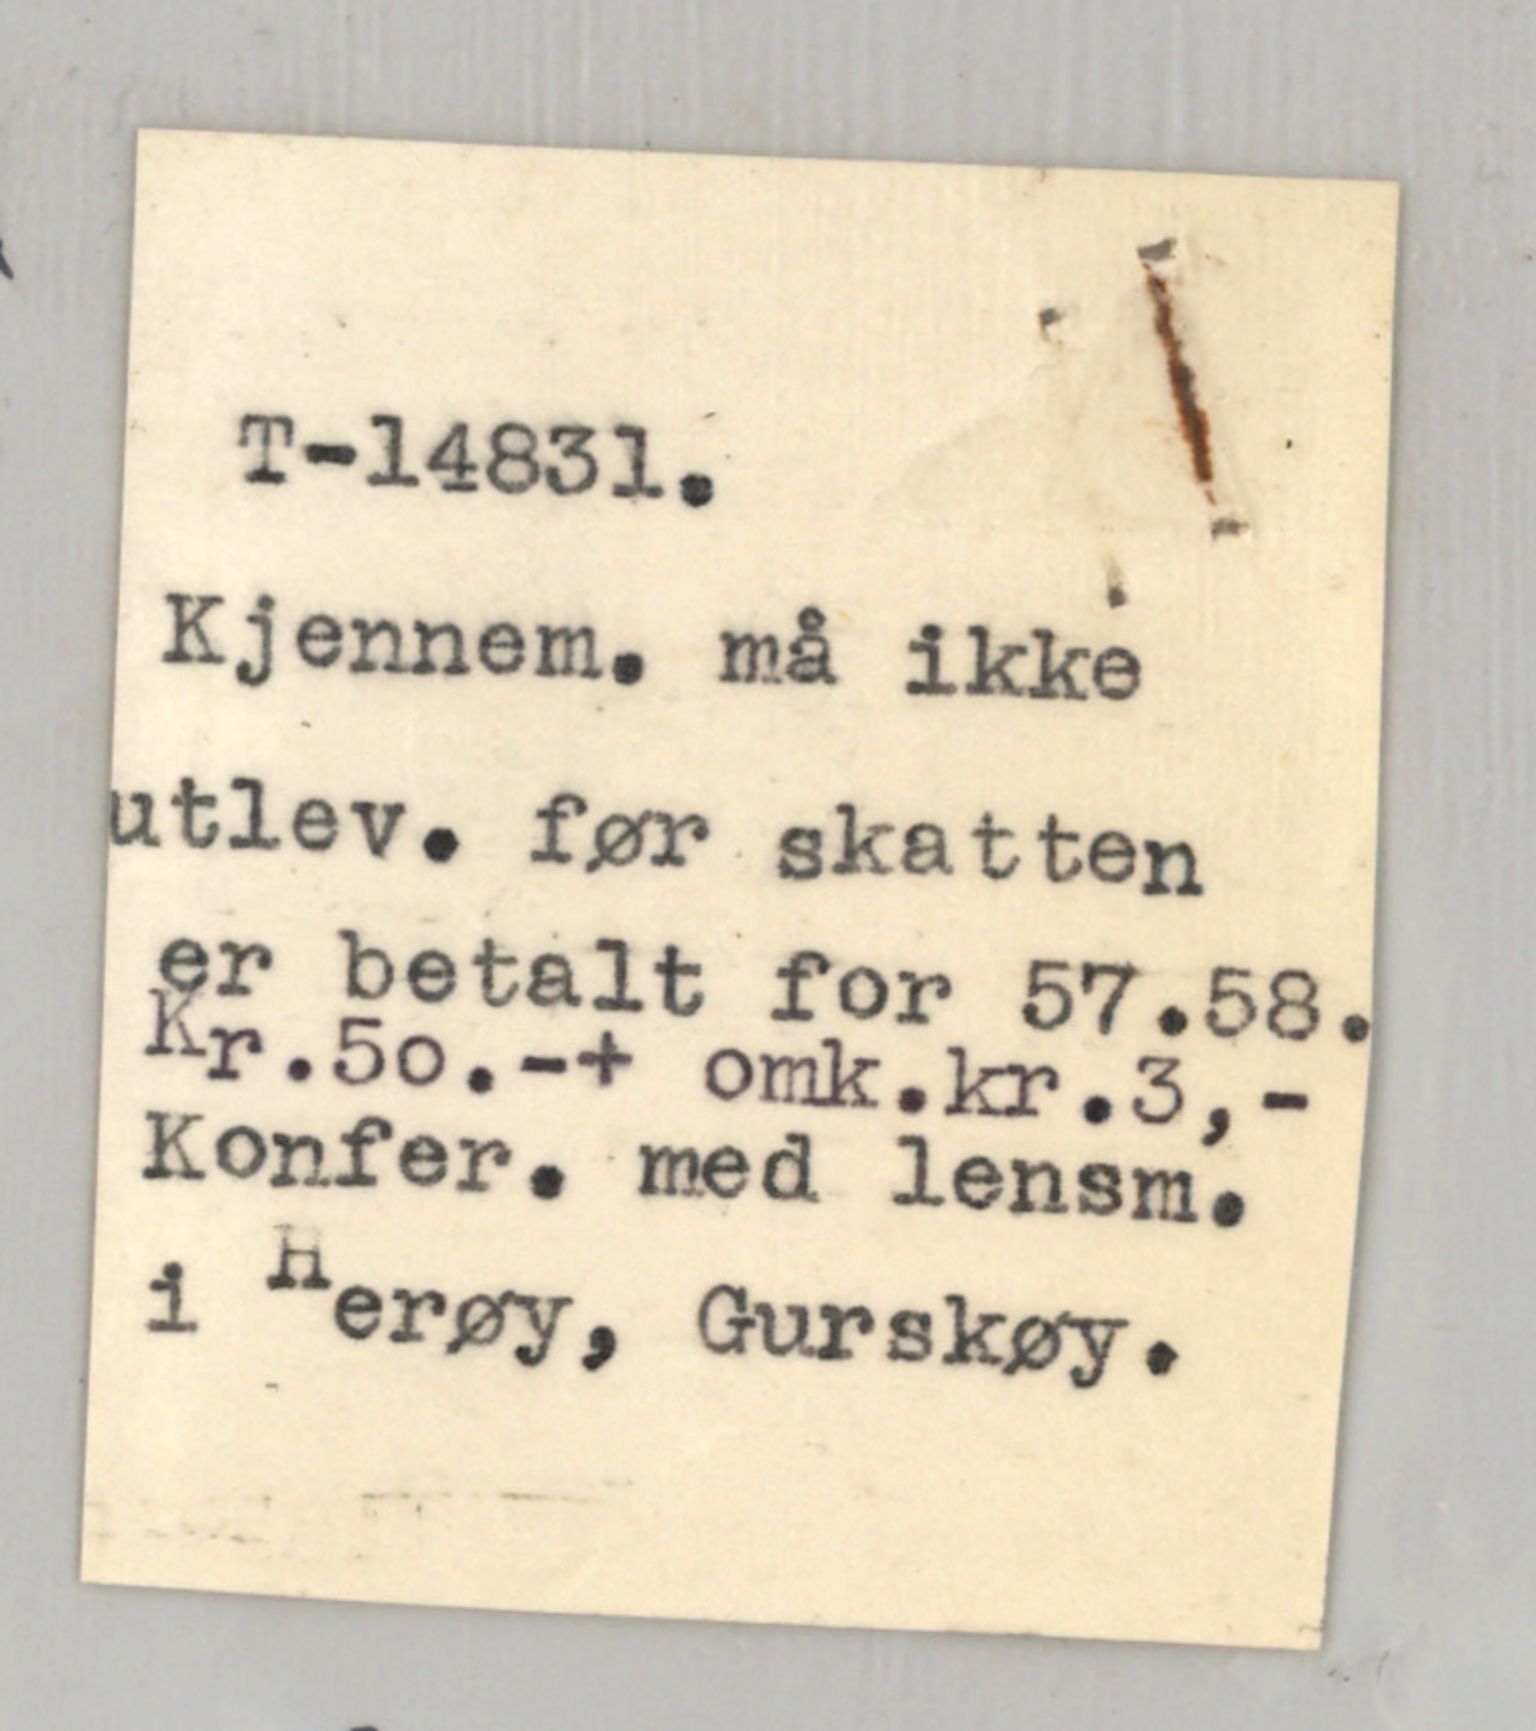 T-14831.
Kjennem. må ikke
utlev. før skatten
er betalt for 57.58.
Kr.50.-+ omk.kr.3,-
Konfer. med lensm.
i Herøy, Gurskøy.